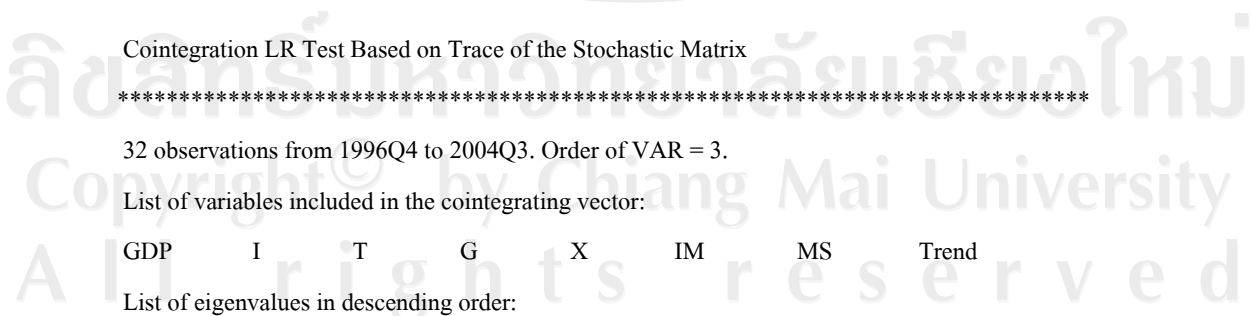 Cointegration LR Test Based on Trace of the Stochastic Matrix
*******************************************************************************
32 observations from 1996Q4 to 2004Q3. Order of VAR = 3.
List of variables included in the cointegrating vector:
GDP I T G X IM MS Trend
List of eigenvalues in descending order:
ลิขสิทธิ์มหาวิทยาลัยเชียงใหม่
Copyright© by Chiang Mai University
All rights reserved